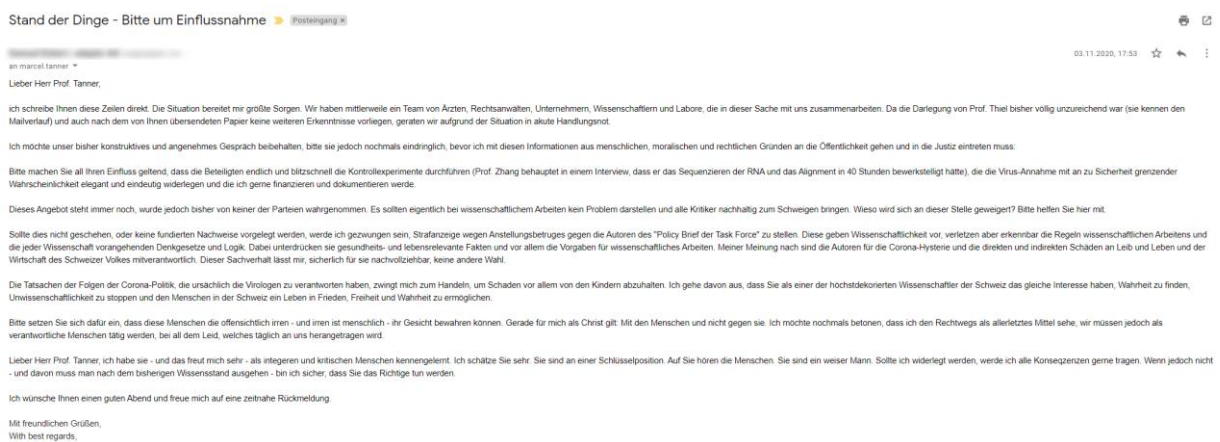 Stand der Dinge - Bitte um Einflussnahme
Posteingang ×
03.11.2020, 17:53
an marcel.tanner
Lieber Herr Prof. Tanner,
ich schreibe Ihnen diese Zeilen direkt. Die Situation bereitet mir größte Sorgen. Wir haben mittlerweile ein Team von Ärzten, Rechtsanwälten, Unternehmern, Wissenschaftlern und Labore, die in dieser Sache mit uns zusammenarbeiten. Da die Darlegung von Prof. Thiel bisher völlig unzureichend war (sie kennen den
Mailverlauf) und auch nach dem von Ihnen übersendeten Papier keine weiteren Erkenntnisse vorliegen, geraten wir aufgrund der Situation in akute Handlungsnot.
Ich möchte unser bisher konstruktives und angenehmes Gespräch beibehalten, bitte sie jedoch nochmals eindringlich, bevor ich mit diesen Informationen aus menschlichen, moralischen und rechtlichen Gründen an die Öffentlichkeit gehen und in die Justiz eintreten muss:
Bitte machen Sie all Ihren Einfluss geltend, dass die Beteiligten endlich und blitzschnell die Kontrollexperimente durchführen (Prof. Zhang behauptet in einem Interview, dass er das Sequenzieren der RNA und das Alignment in 40 Stunden bewerkstelligt hätte), die die Virus-Annahme mit an zu Sicherheit grenzender
Wahrscheinlichkeit elegant und eindeutig widerlegen und die ich gerne finanzieren und dokumentieren werde.
Dieses Angebot steht immer noch, wurde jedoch bisher von keiner der Parteien wahrgenommen. Es sollten eigentlich bei wissenschaftlichem Arbeiten kein Problem darstellen und alle Kritiker nachhaltig zum Schweigen bringen. Wieso wird sich an dieser Stelle geweigert? Bitte helfen Sie hier mit.
Sollte dies nicht geschehen, oder keine fundierten Nachweise vorgelegt werden, werde ich gezwungen sein, Strafanzeige wegen Anstellungsbetruges gegen die Autoren des "Policy Brief der Task Force" zu stellen. Diese geben Wissenschaftlichkeit vor, verletzen aber erkennbar die Regeln wissenschaftlichen Arbeitens und
die jeder Wissenschaft vorangehenden Denkgesetze und Logik. Dabei unterdrücken sie gesundheits- und lebensrelevante Fakten und vor allem die Vorgaben für wissenschaftliches Arbeiten. Meiner Meinung nach sind die Autoren für die Corona-Hysterie und die direkten und indirekten Schäden an Leib und Leben und der
Wirtschaft des Schweizer Volkes mitverantwortlich. Dieser Sachverhalt lässt mir, sicherlich für sie nachvollziehbar, keine andere Wahl.
Die Tatsachen der Folgen der Corona-Politik, die ursächlich die Virologen zu verantworten haben, zwingt mich zum Handeln, um Schaden vor allem von den Kindern abzuhalten. Ich gehe davon aus, dass Sie als einer der höchstdekorierten Wissenschaftler der Schweiz das gleiche Interesse haben, Wahrheit zu finden,
Unwissenschaftlichkeit zu stoppen und den Menschen in der Schweiz ein Leben in Frieden, Freiheit und Wahrheit zu ermöglichen.
Bitte setzen Sie sich dafür ein, dass diese Menschen die offensichtlich irren - und irren ist menschlich - ihr Gesicht bewahren können. Gerade für mich als Christ gilt: Mit den Menschen und nicht gegen sie. Ich möchte nochmals betonen, dass ich den Rechtwegs als allerletztes Mittel sehe, wir müssen jedoch als
verantwortliche Menschen tätig werden, bei all dem Leid, welches täglich an uns herangetragen wird.
Lieber Herr Prof. Tanner, ich habe sie - und das freut mich sehr - als integeren und kritischen Menschen kennengelernt. Ich schätze Sie sehr. Sie sind an einer Schlüsselposition. Auf Sie hören die Menschen. Sie sind ein weiser Mann. Sollte ich widerlegt werden, werde ich alle Konseqzenzen gerne tragen. Wenn jedoch nicht
- und davon muss man nach dem bisherigen Wissensstand ausgehen - bin ich sicher, dass Sie das Richtige tun werden.
Ich wünsche Ihnen einen guten Abend und freue mich auf eine zeitnahe Rückmeldung.
Mit freundlichen Grüßen,
With best regards,